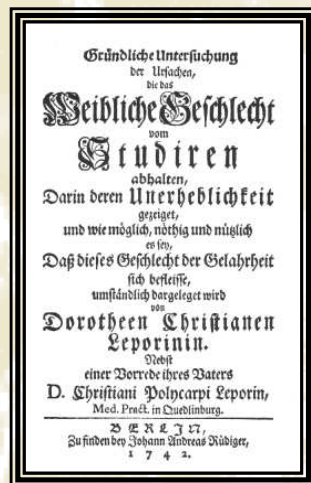 Gründliche Untersuchung
der Ursachen,
die das
Weibliche Geschlecht
vom
Studiren
abhalten,
Darin deren Unerheblichkeit
gezeiget,
und wie möglich, nöthig und nützlich
es sey,
Daß dieses Geschlecht der Gelahrheit
sich befleisse,
umständlich dargeleget wird
von
Dorotheen Christianen
Leporinin.
Nebst
einer Vorrede ihres Vaters
D. Christiani Polycarpi Leporin,
Med. Pract. in Quedlinburg.
BERLIN,
Zu finden bey Johann Andreas Rüdiger,
1742.